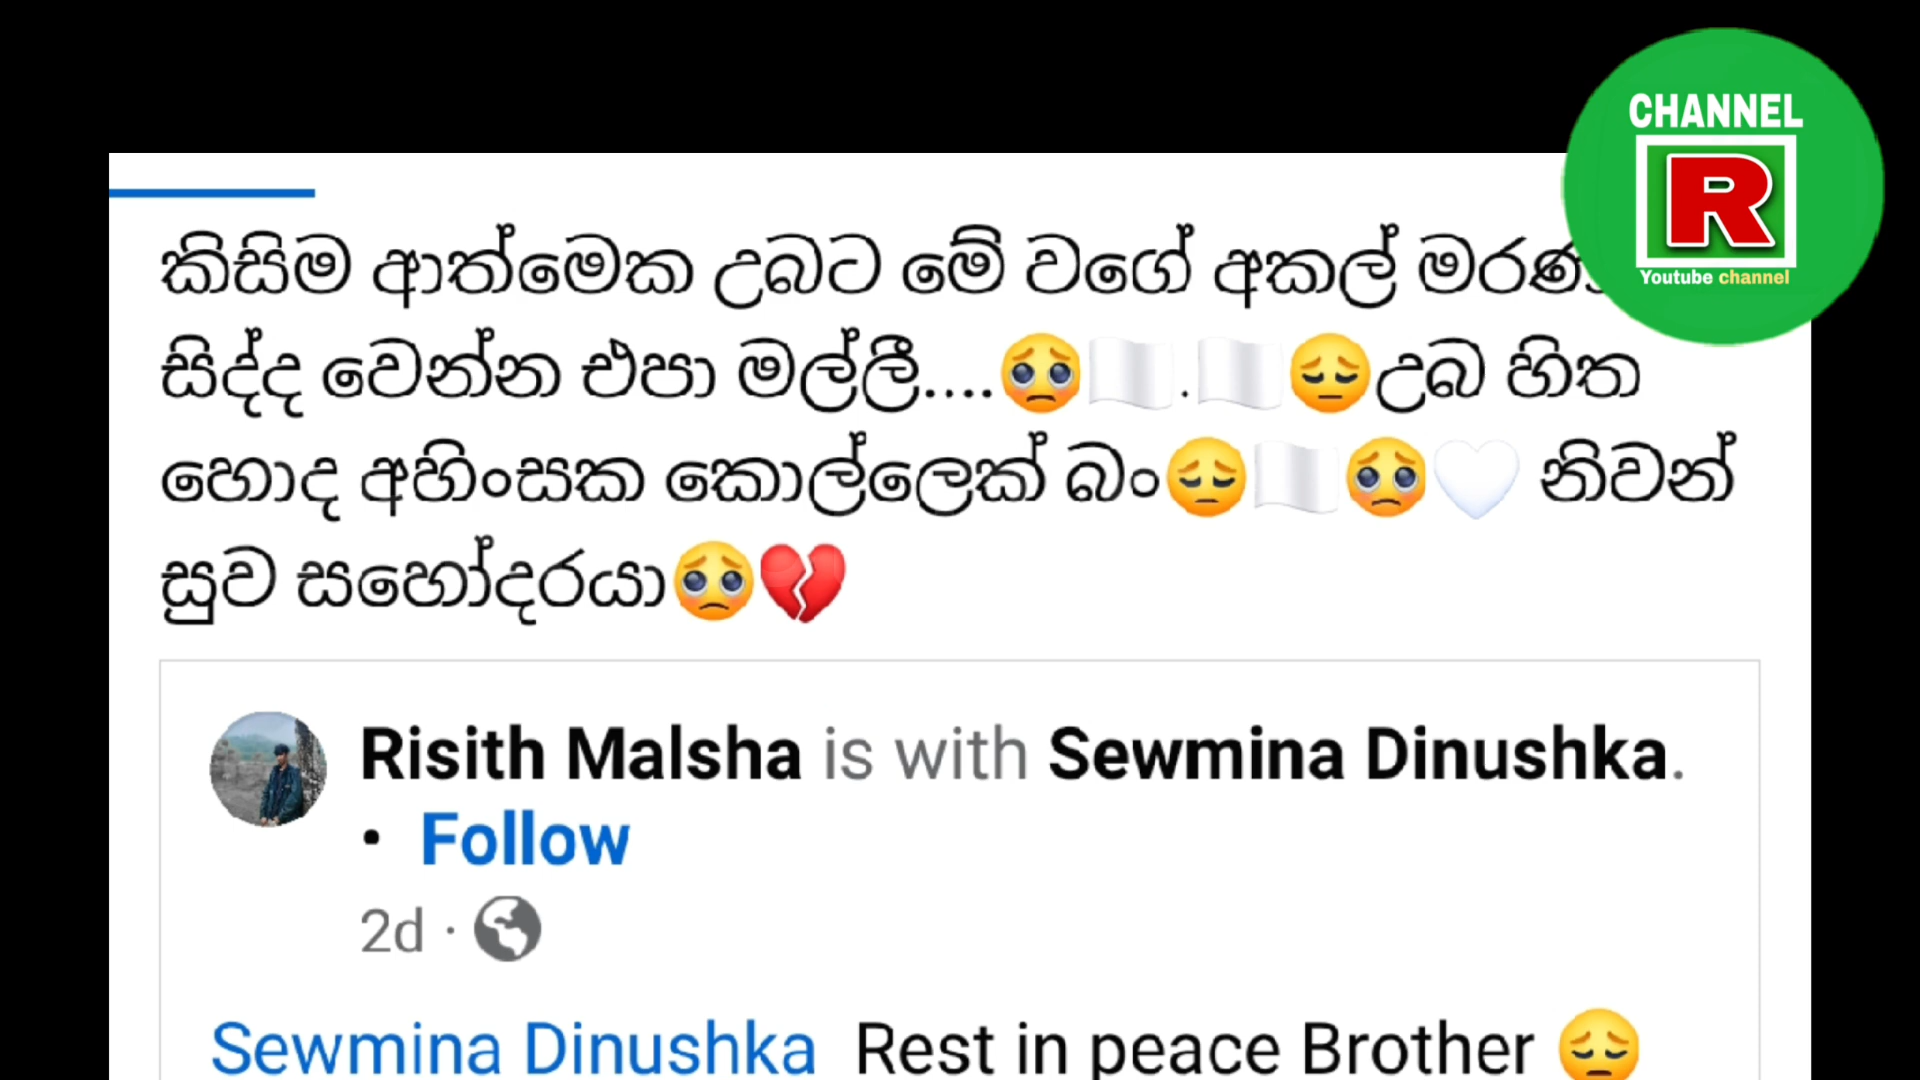 CHANNEL
R
Youtube channel
කිසිම ආත්මෙක උබට මේ වගේ අකල්
සිද්ද වෙන්න එපා මල්ලී....🥺🏳️.🏳️😔උබ හිත
හොද අහිංසක කොල්ලෙක් බං😔🏳️🥺🤍 නිවන්
සුව සහෝදරයා🥺💔
Risith Malsha is with Sewmina Dinushka.
• Follow
2d ·
Sewmina Dinushka Rest in peace Brother 😔